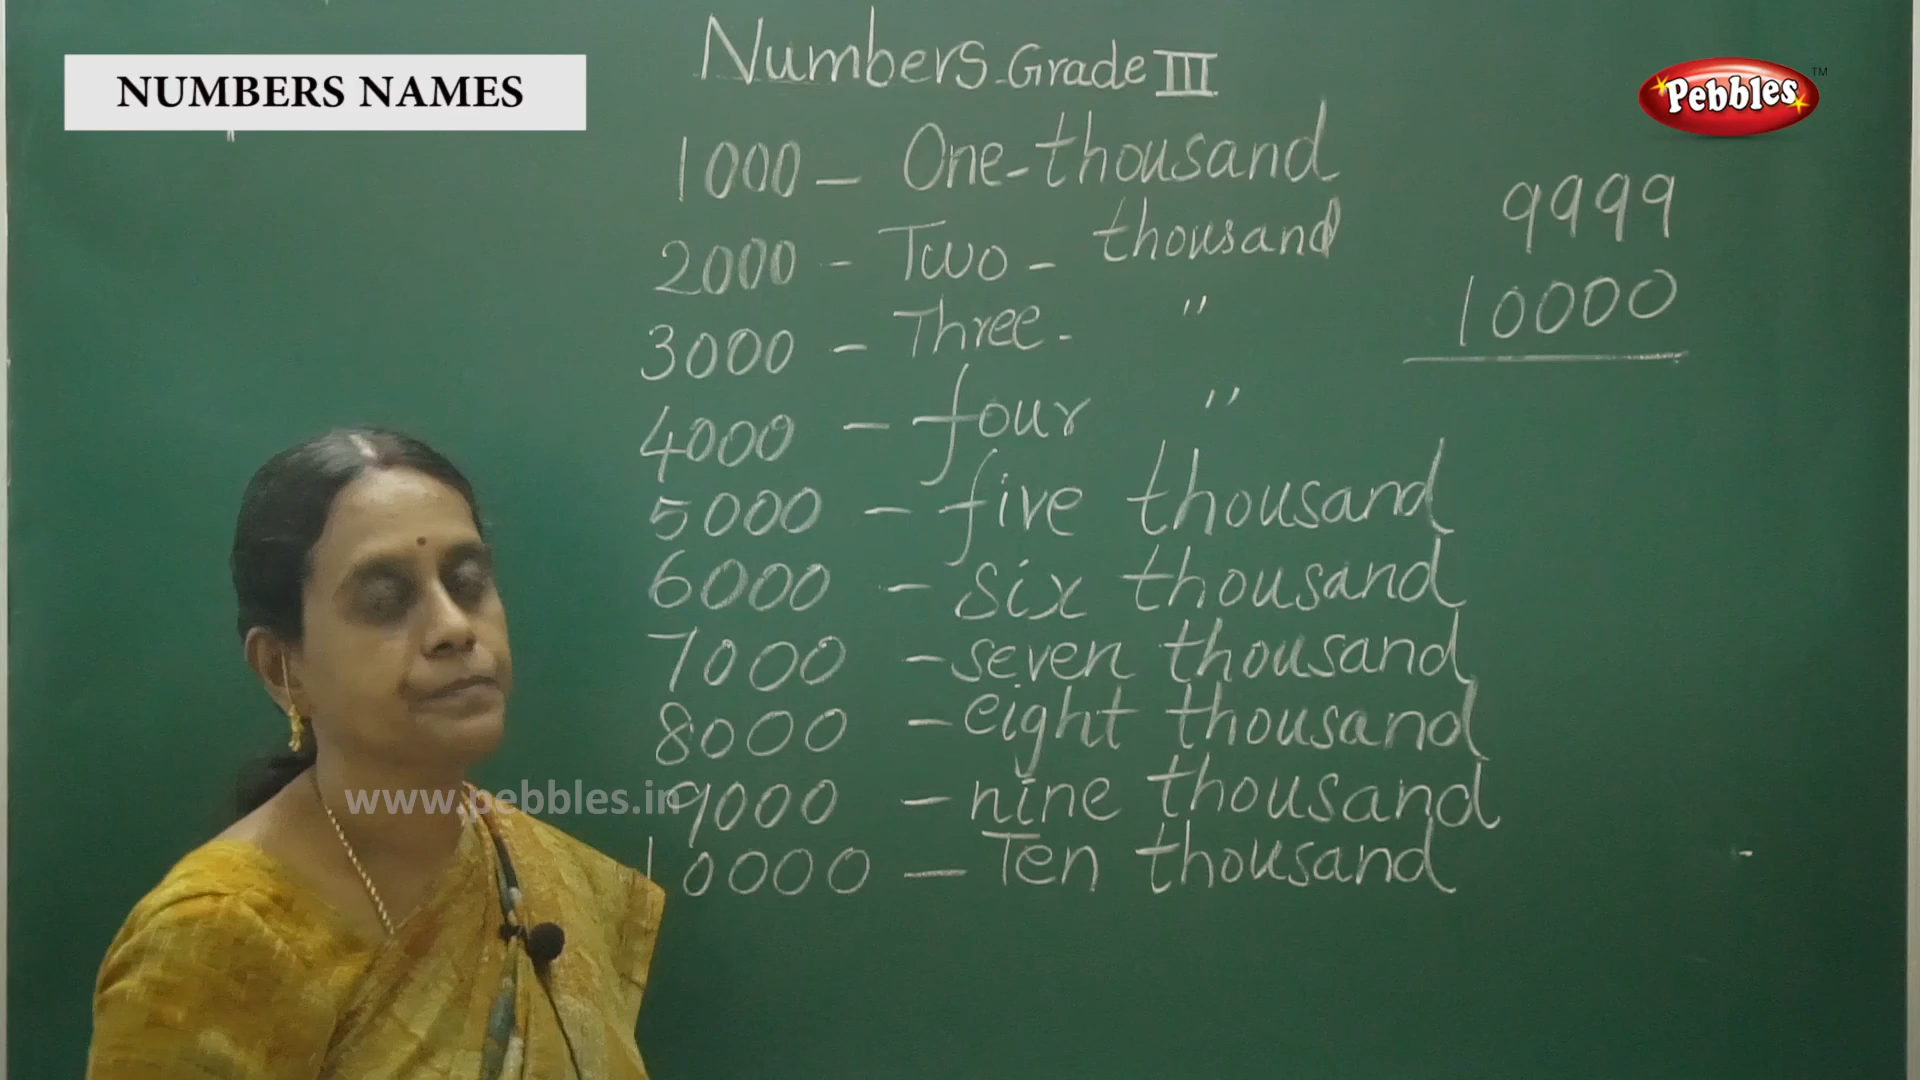 NUMBERS NAMES
Pebbles™
Numbers - Grade III
1000 - One-thousand
2000 - Two - thousand
3000 - Three - "
4000 - four "
5000 - five thousand
6000 - six thousand
7000 - seven thousand
8000 - eight thousand
9000 - nine thousand
10000 - Ten thousand
9999
10000
www.pebbles.in